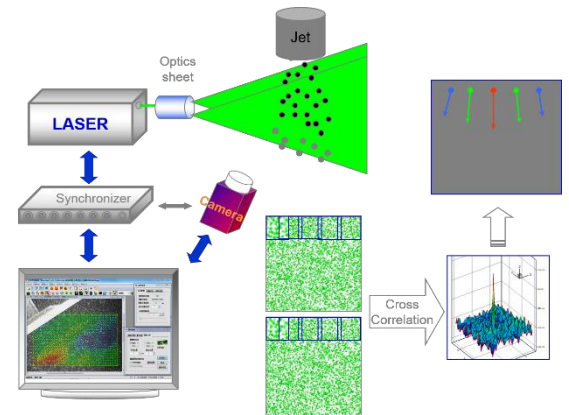 Jet
Optics
sheet
LASER
Synchronizer
Camera
Cross
Correlation